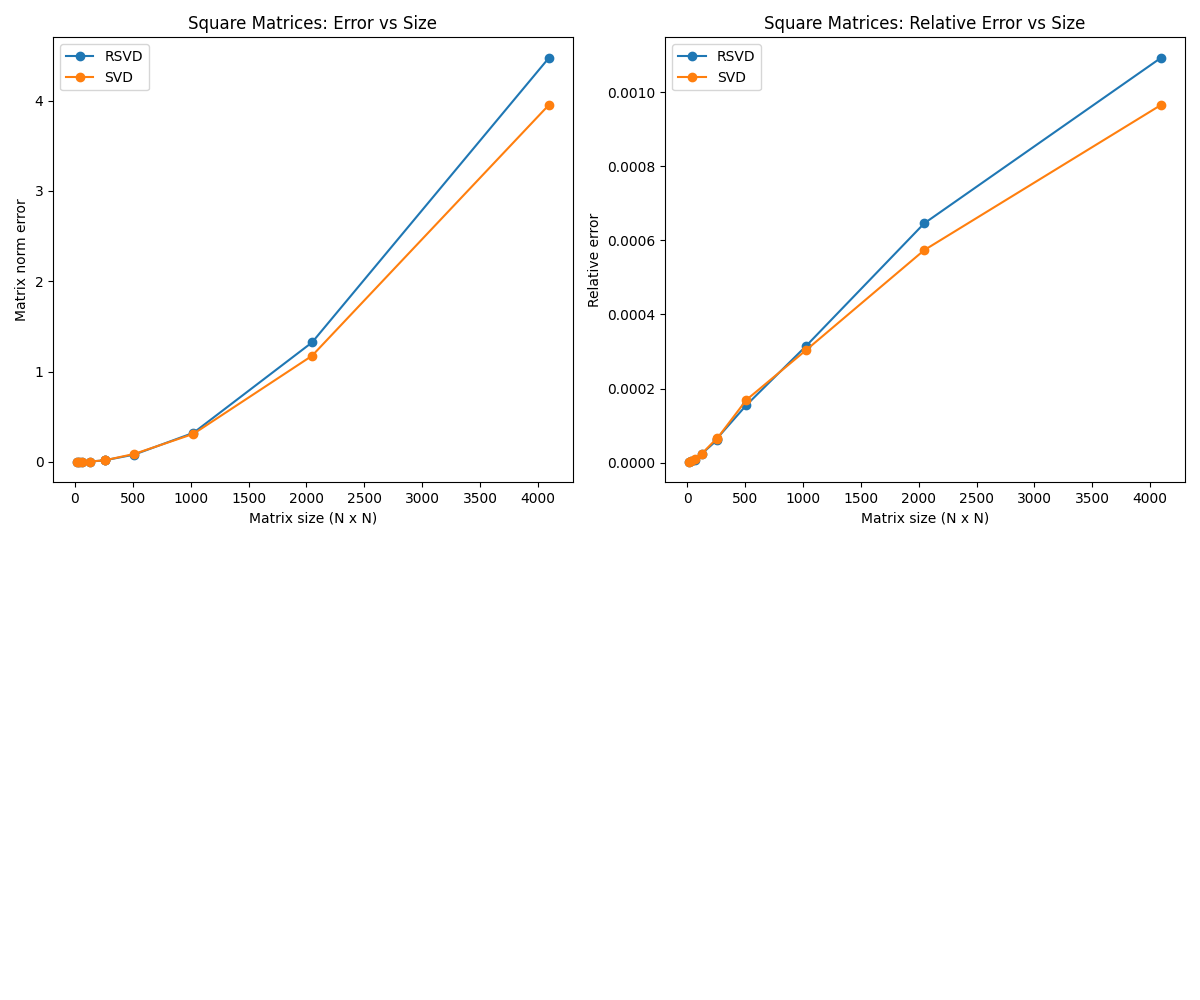 Square Matrices: Error vs Size
RSVD
SVD
4
3
2
1
0
Matrix norm error
0 500 1000 1500 2000 2500 3000 3500 4000
Matrix size (N x N)
Square Matrices: Relative Error vs Size
RSVD
SVD
0.0010
0.0008
0.0006
0.0004
0.0002
0.0000
Relative error
0 500 1000 1500 2000 2500 3000 3500 4000
Matrix size (N x N)